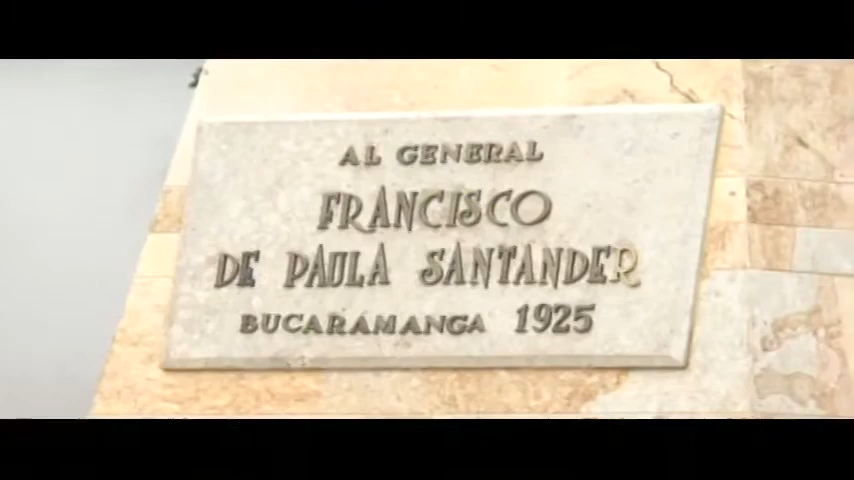 AL GENERAL
FRANCISCO
DE PAULA SANTANDER
BUCARAMANGA 1925